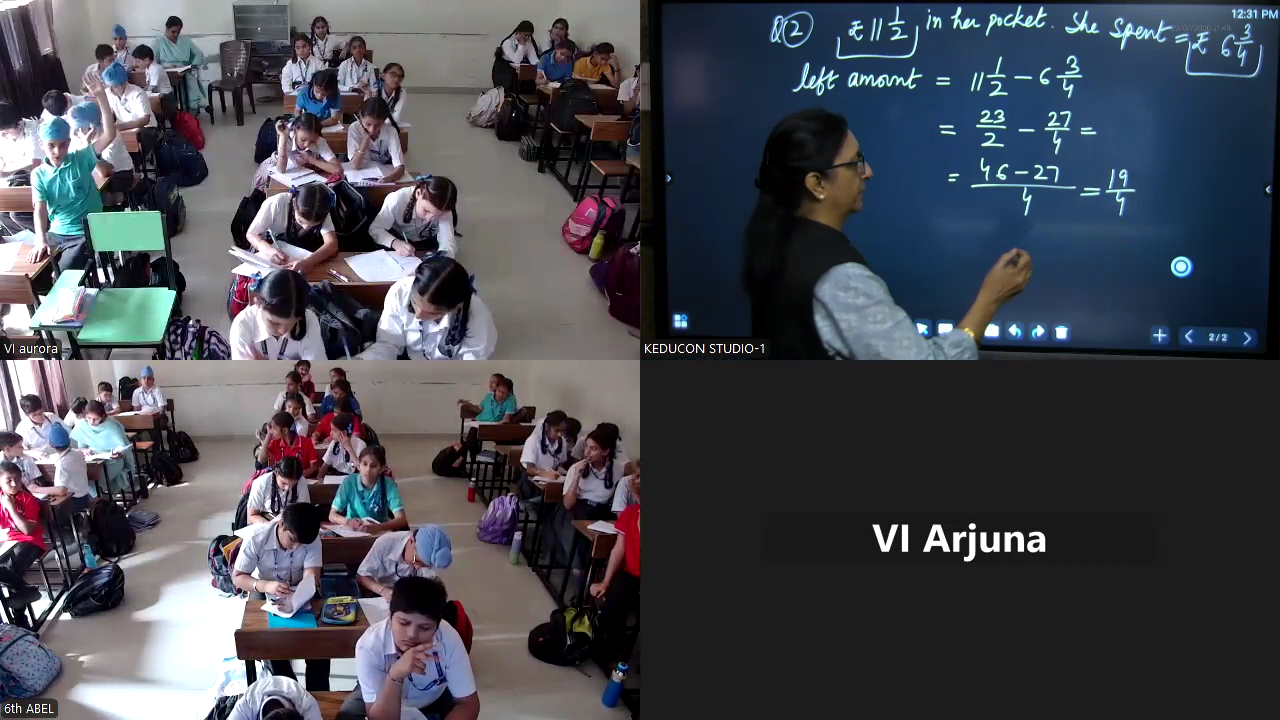 12:31 PM
Q2 ₹ 11 1/2 in her pocket. She Spent = ₹ 6 3/4
left amount = 11 1/2 - 6 3/4
= 23/2 - 27/4 =
= 46-27/4 = 19/4
2/2
VI aurora
KEDUCON STUDIO-1
VI Arjuna
6th ABEL